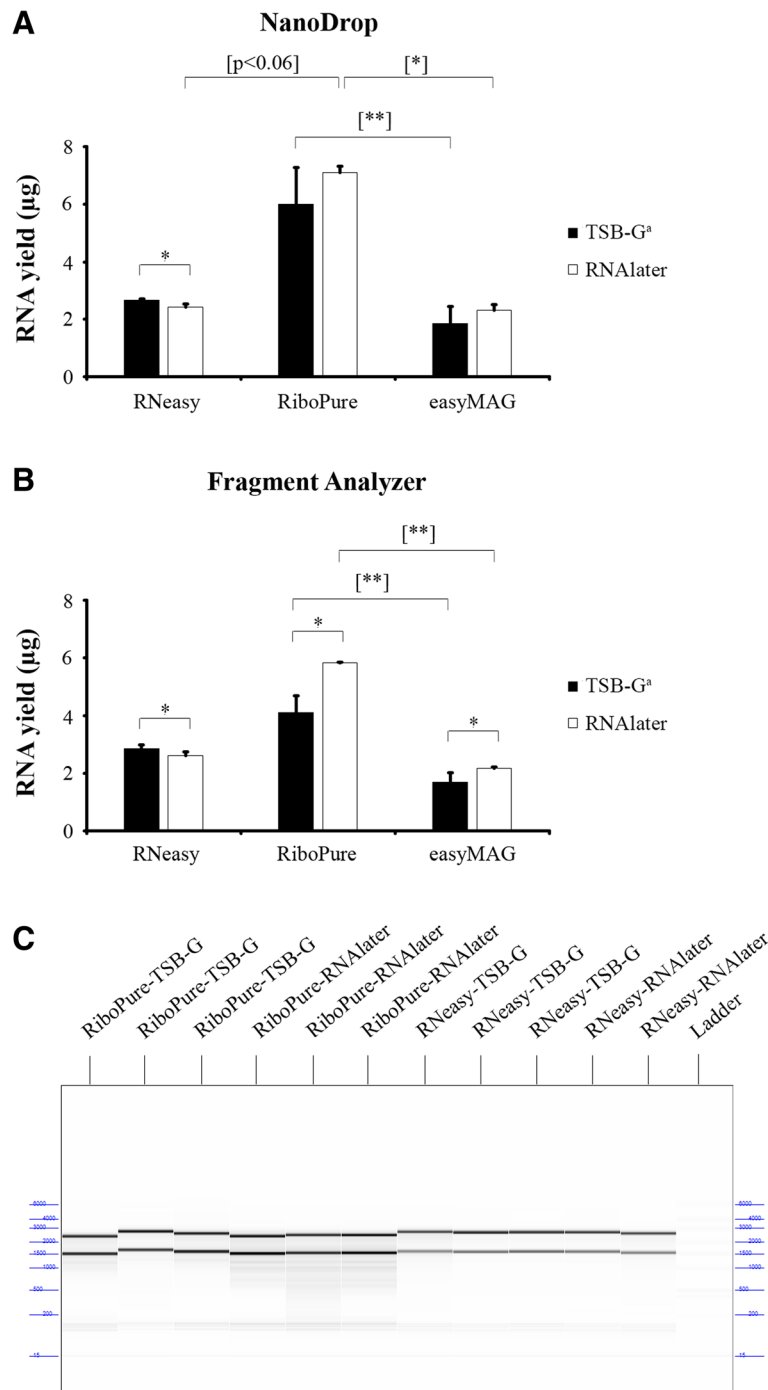 A
NanoDrop
[p<0.06]
[*]
[**]
8
6
4
2
0
RNA yield (µg)
*
TSB-Gᵃ
RNAlater
RNeasy
RiboPure
easyMAG
B
Fragment Analyzer
[**]
[**]
8
6
4
2
0
RNA yield (µg)
*
*
*
TSB-Gᵃ
RNAlater
RNeasy
RiboPure
easyMAG
C
RiboPure-TSB-G
RiboPure-TSB-G
RiboPure-TSB-G
RiboPure-RNAlater
RiboPure-RNAlater
RiboPure-RNAlater
RNeasy-TSB-G
RNeasy-TSB-G
RNeasy-TSB-G
RNeasy-RNAlater
RNeasy-RNAlater
Ladder
6000
4000
3000
2000
1500
1000
500
200
15
6000
4000
3000
2000
1500
1000
500
200
15